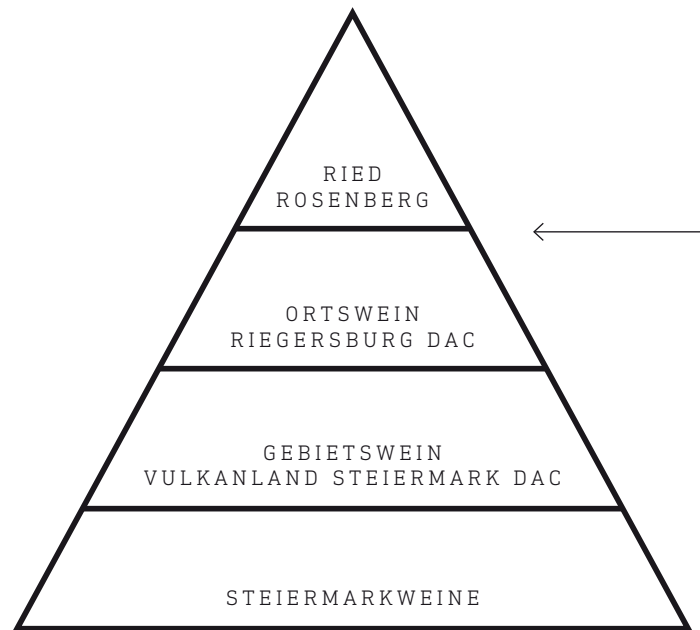 RIED
ROSENBERG
ORTSWEIN
RIEGERSBURG DAC
GEBIETSWEIN
VULKANLAND STEIERMARK DAC
STEIERMARKWEINE